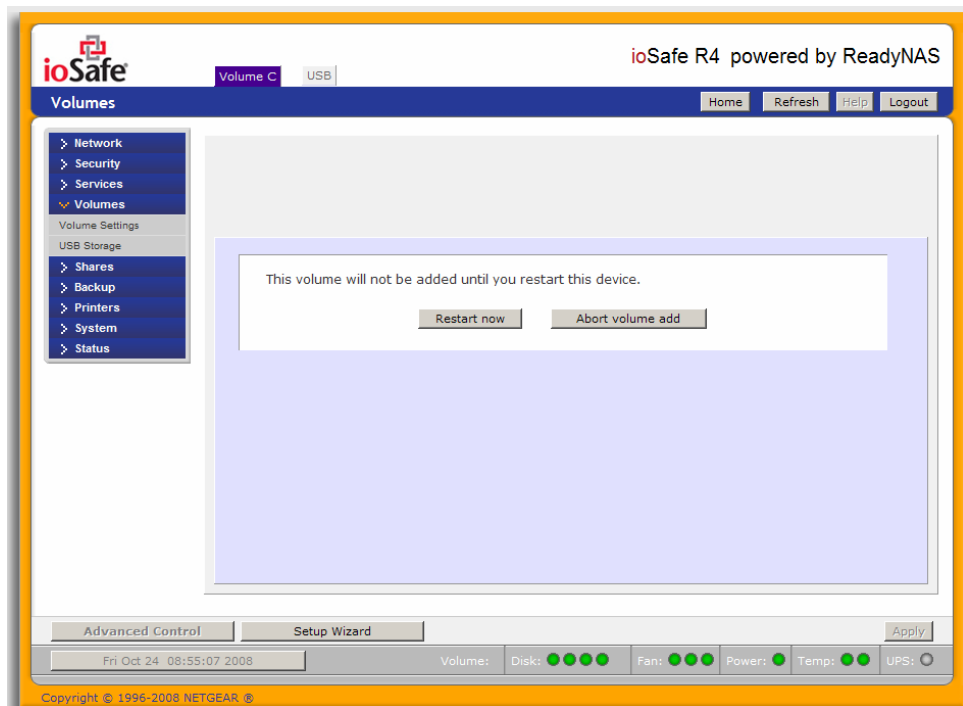 ioSafe
Volume C
USB
ioSafe R4 powered by ReadyNAS
Volumes
Home
Refresh
Help
Logout
Network
Security
Services
Volumes
Volume Settings
USB Storage
Shares
Backup
Printers
System
Status
This volume will not be added until you restart this device.
Restart now
Abort volume add
Advanced Control
Setup Wizard
Apply
Fri Oct 24 08:55:07 2008
Volume:
Disk:
Fan:
Power:
Temp:
UPS:
Copyright © 1996-2008 NETGEAR ®